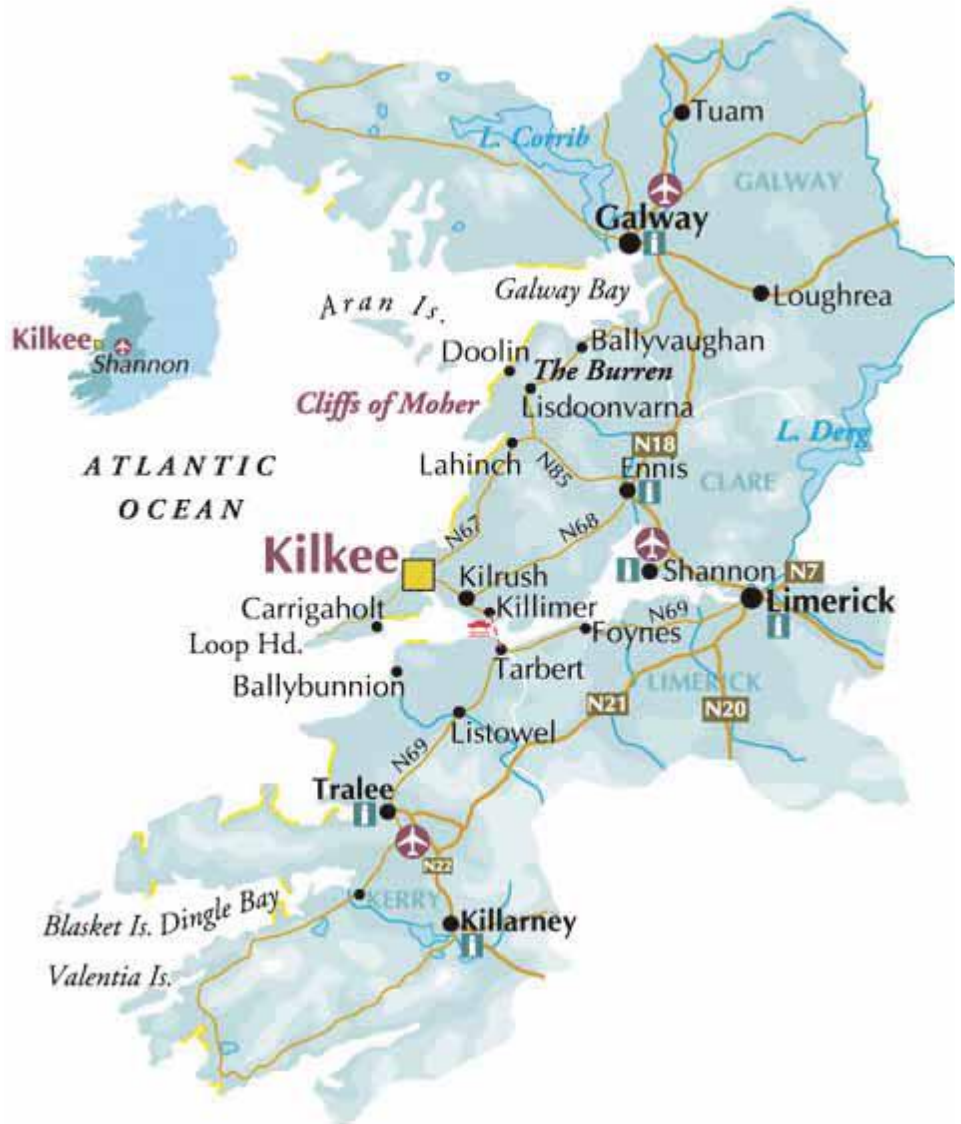 Tuam
L. Corrib
GALWAY
Galway
i
Galway Bay
Loughrea
Aran Is.
Ballyvaughan
Kilkee
Shannon
Doolin
The Burren
Cliffs of Moher
Lisdoonvarna
L. Derg
N18
Lahinch
N85
Ennis
i
ATLANTIC
OCEAN
CLARE
N67
N68
Kilkee
i
Shannon
N7
Kilrush
Limerick
i
Carrigaholt
Killimer
N69
Foynes
Loop Hd.
Tarbert
Ballybunnion
LIMERICK
N21
N20
Listowel
N69
Tralee
i
N22
KERRY
Blasket Is.
Dingle Bay
Killarney
i
Valentia Is.